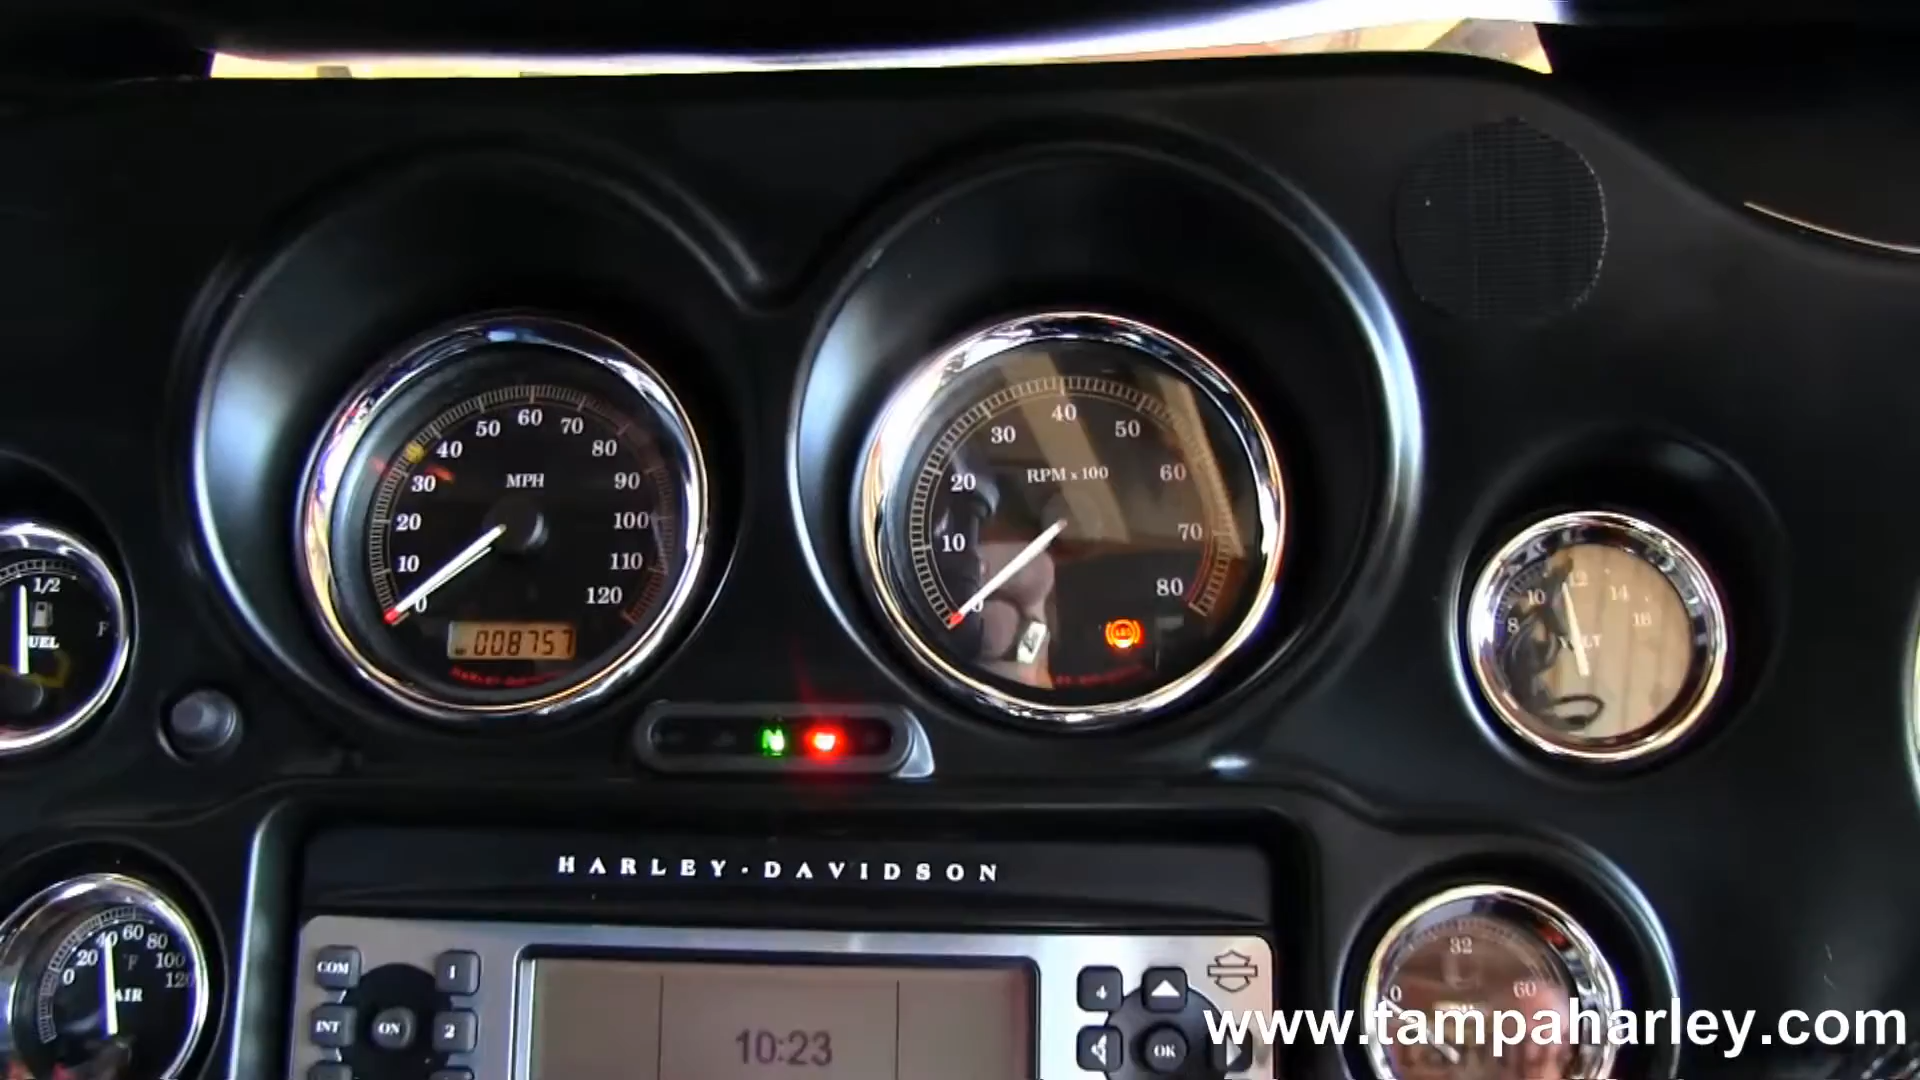 60
50 70
40 80
MPH
30 90
20 100
10 110
0 120
008757
40
30 50
RPM x 100
20 60
10 70
80
1/2
F
12
10 14
8 16
VOLT
N
HARLEY-DAVIDSON
60
40 80
20 °F 100
0 120
AIR
COM 1
INT ON 2
10:23
4
OK
32
0 60
www.tampaharley.com